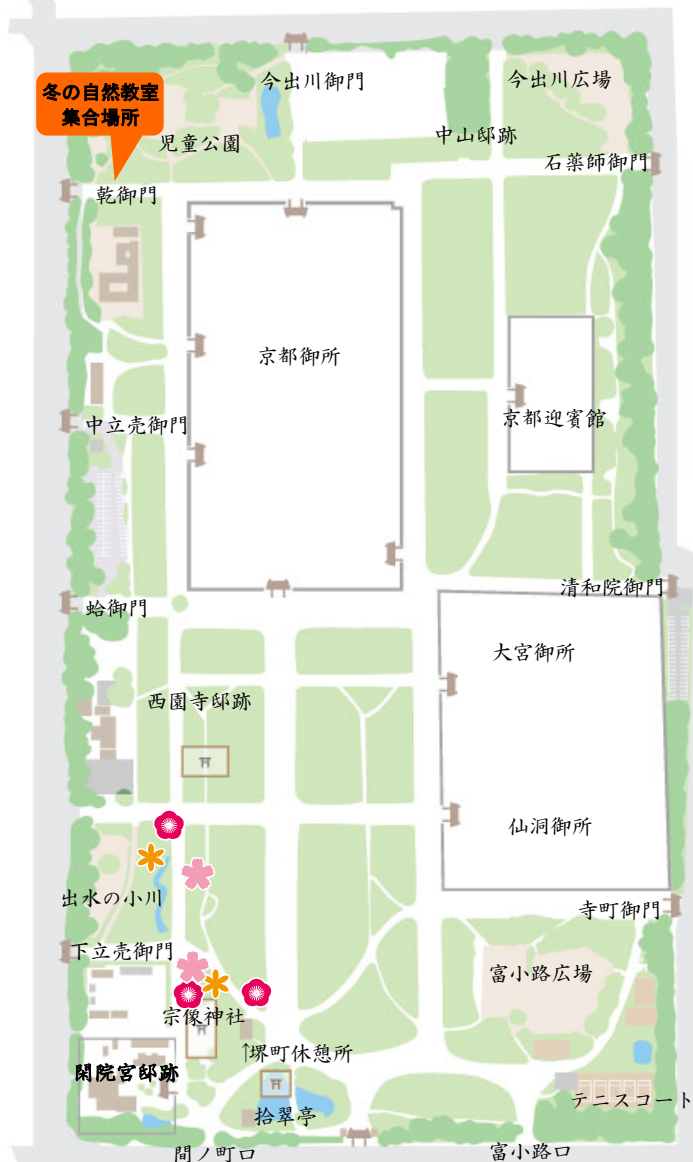 今出川御門
今出川広場
冬の自然教室
集合場所
児童公園
中山邸跡
石薬師御門
乾御門
京都御所
京都迎賓館
中立売御門
清和院御門
蛤御門
大宮御所
西園寺邸跡
仙洞御所
出水の小川
寺町御門
下立売御門
富小路広場
宗像神社
↑堺町休憩所
閑院宮邸跡
テニスコート
拾翠亭
間ノ町口
富小路口